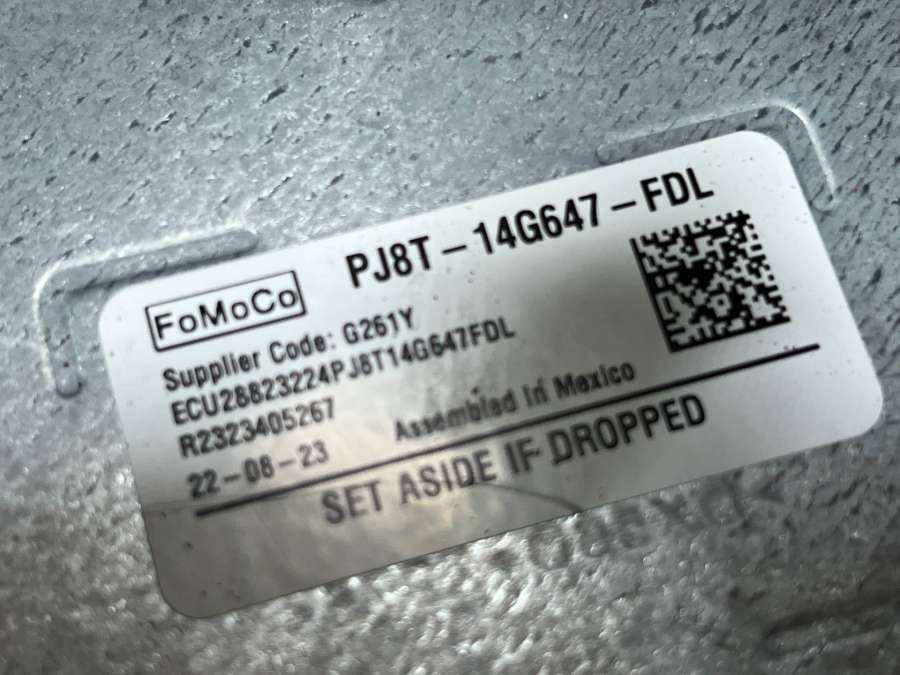 FoMoCo
PJ8T-14G647-FDL
Supplier Code: G261Y
ECU28823224PJ8T14G647FDL
R2323405267
22-08-23
Assembled in Mexico
SET ASIDE IF DROPPED